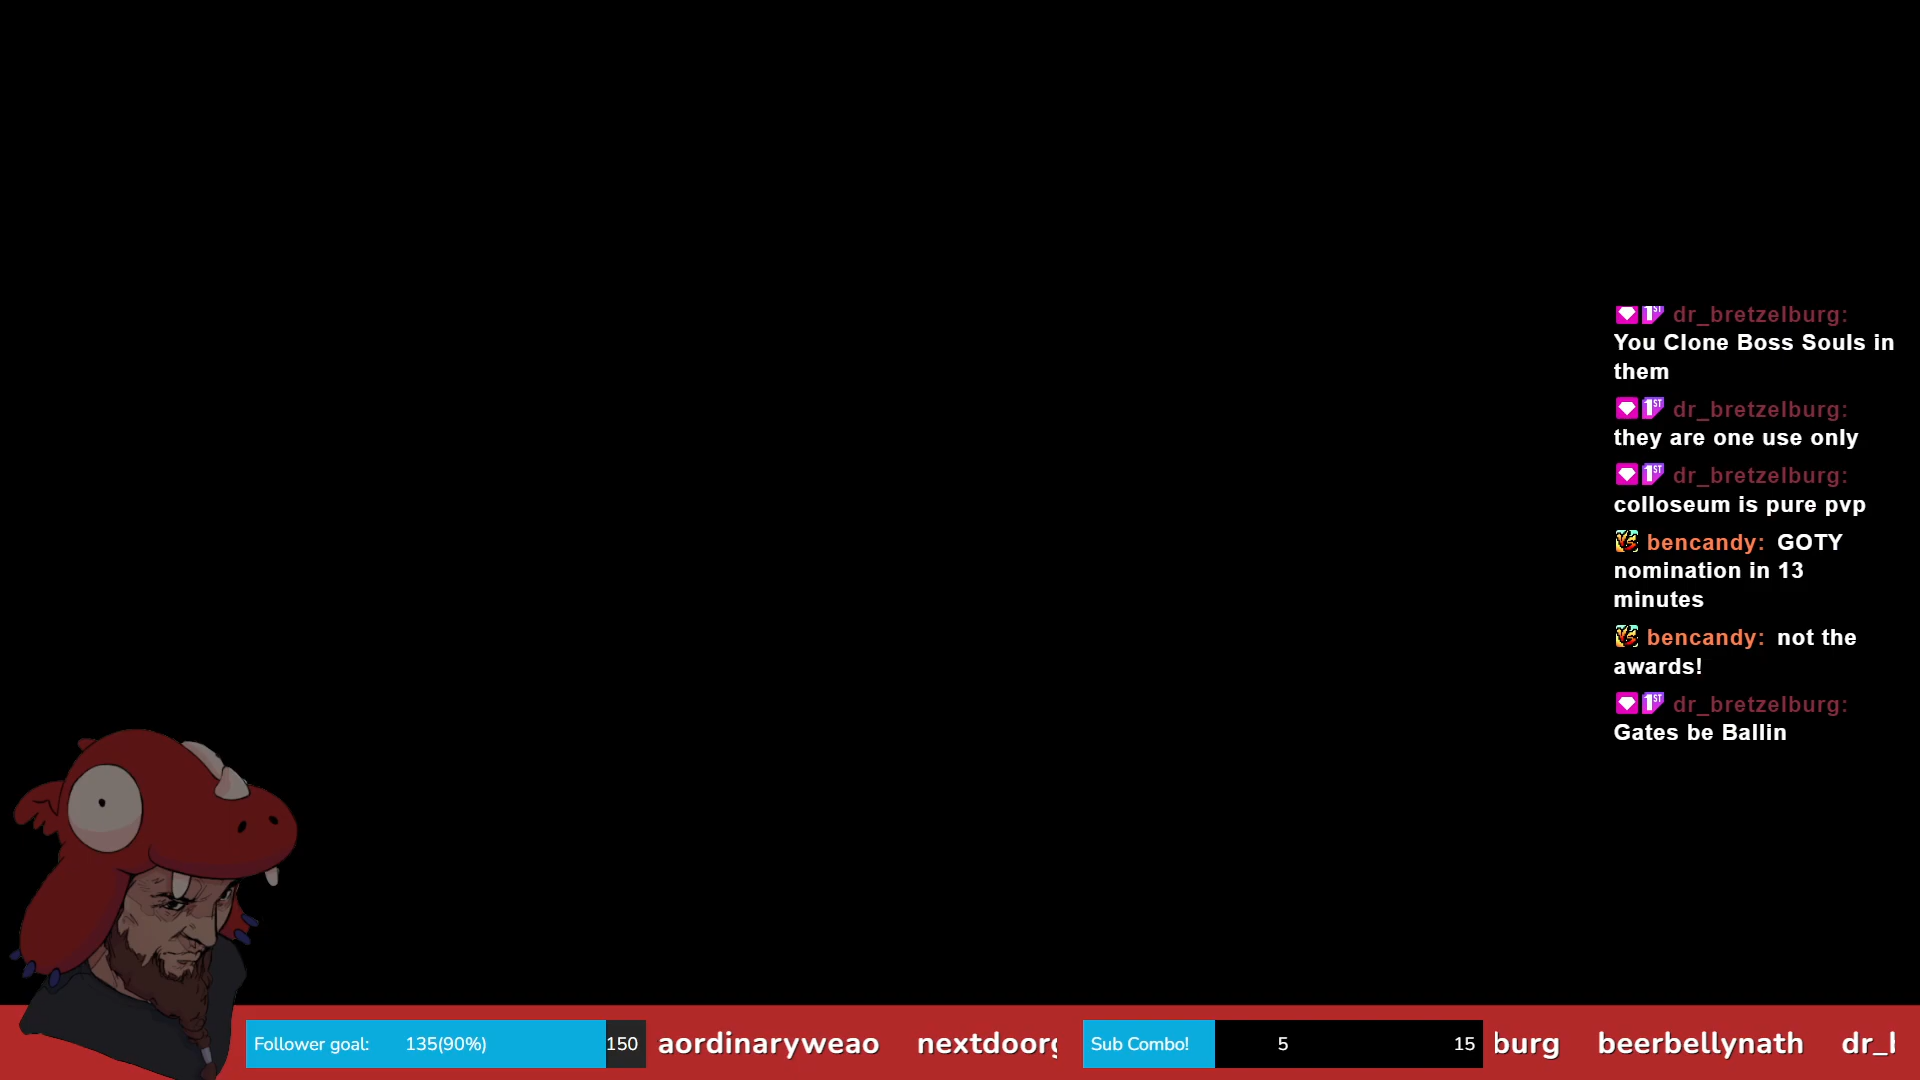 dr_bretzelburg:
You Clone Boss Souls in
them
dr_bretzelburg:
they are one use only
dr_bretzelburg:
colloseum is pure pvp
bencandy: GOTY
nomination in 13
minutes
bencandy: not the
awards!
dr_bretzelburg:
Gates be Ballin
Follower goal: 135(90%) 150 aordinaryweao nextdoorg Sub Combo! 5 15 burg beerbellynath dr_b